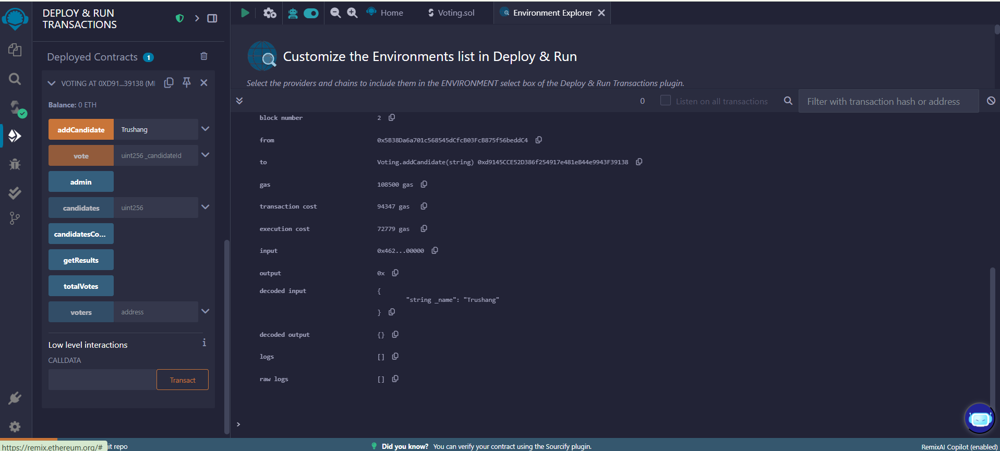 DEPLOY & RUN
TRANSACTIONS
Deployed Contracts 1
VOTING AT 0XD91...39138 (MI
Balance: 0 ETH
addCandidate Trushang
vote uint256 _candidateId
admin
candidates uint256
candidatesCo...
getResults
totalVotes
voters address
Low level interactions
i
CALLDATA
Transact
Home Voting.sol Environment Explorer
Customize the Environments list in Deploy & Run
Select the providers and chains to include them in the ENVIRONMENT select box of the Deploy & Run Transactions plugin.
0 Listen on all transactions Filter with transaction hash or address
block number 2
from 0x5B38Da6a701c568545dCfcB03FcB875f56beddC4
to Voting.addCandidate(string) 0xd9145CCE52D386f254917e481eB44e9943F39138
gas 108500 gas
transaction cost 94347 gas
execution cost 72779 gas
input 0x462...00000
output 0x
decoded input {
"string _name": "Trushang"
}
decoded output {}
logs []
raw logs []
>
https://remix.ethereum.org/# it repo
Did you know? You can verify your contract using the Sourcify plugin.
RemixAI Copilot (enabled)